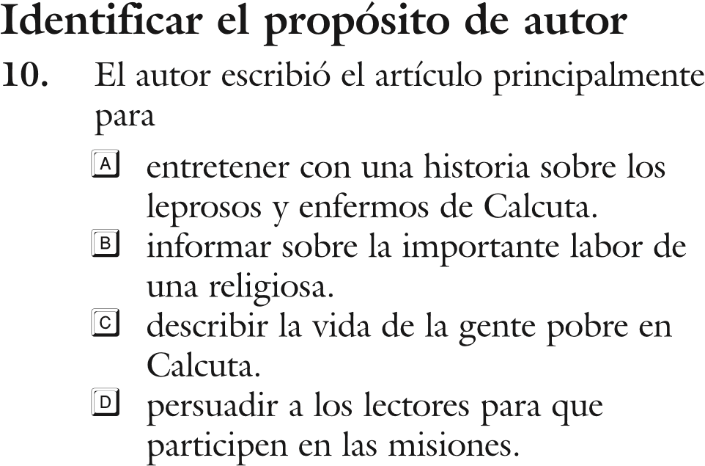 Identificar el propósito de autor
10. El autor escribió el artículo principalmente
para
A entretener con una historia sobre los
leprosos y enfermos de Calcuta.
B informar sobre la importante labor de
una religiosa.
C describir la vida de la gente pobre en
Calcuta.
D persuadir a los lectores para que
participen en las misiones.